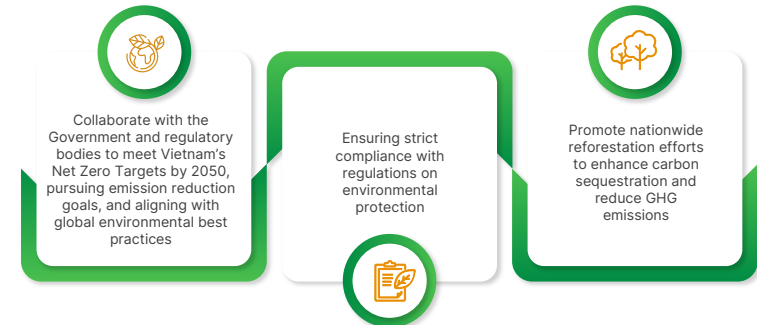 Collaborate with the
Government and regulatory
bodies to meet Vietnam’s
Net Zero Targets by 2050,
pursuing emission reduction
goals, and aligning with
global environmental best
practices
Ensuring strict
compliance with
regulations on
environmental
protection
Promote nationwide
reforestation efforts
to enhance carbon
sequestration and
reduce GHG
emissions